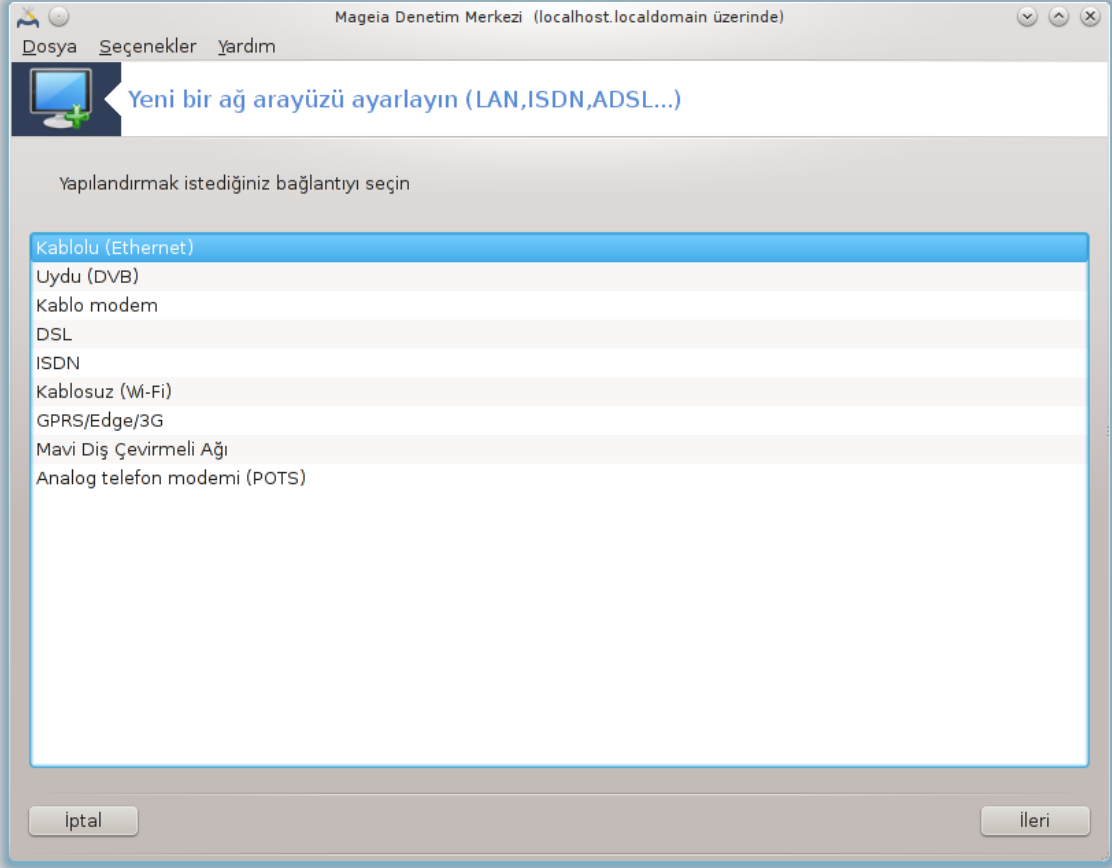 Mageia Denetim Merkezi (localhost.localdomain üzerinde)
Dosya Seçenekler Yardım
Yeni bir ağ arayüzü ayarlayın (LAN,ISDN,ADSL...)
Yapılandırmak istediğiniz bağlantıyı seçin
Kablolu (Ethernet)
Uydu (DVB)
Kablo modem
DSL
ISDN
Kablosuz (Wi-Fi)
GPRS/Edge/3G
Mavi Diş Çevirmeli Ağı
Analog telefon modemi (POTS)
İptal İleri